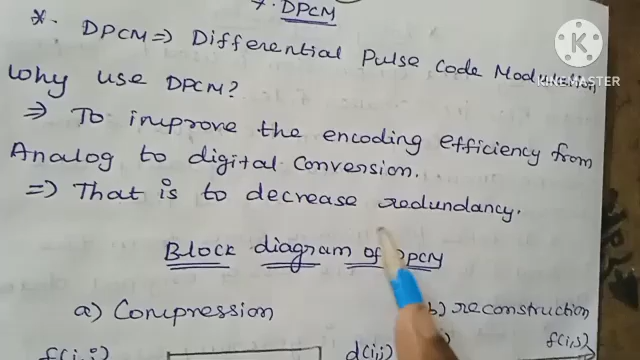 *. DPCM
*. DPCM => Differential Pulse Code Modulation
KINEMASTER
Why use DPCM?
=> To improve the encoding efficiency from
Analog to digital conversion.
=> That is to decrease redundancy.
Block diagram of DPCM
a) Compression b) reconstruction
f(i,j) d(i,j) f(i,j)